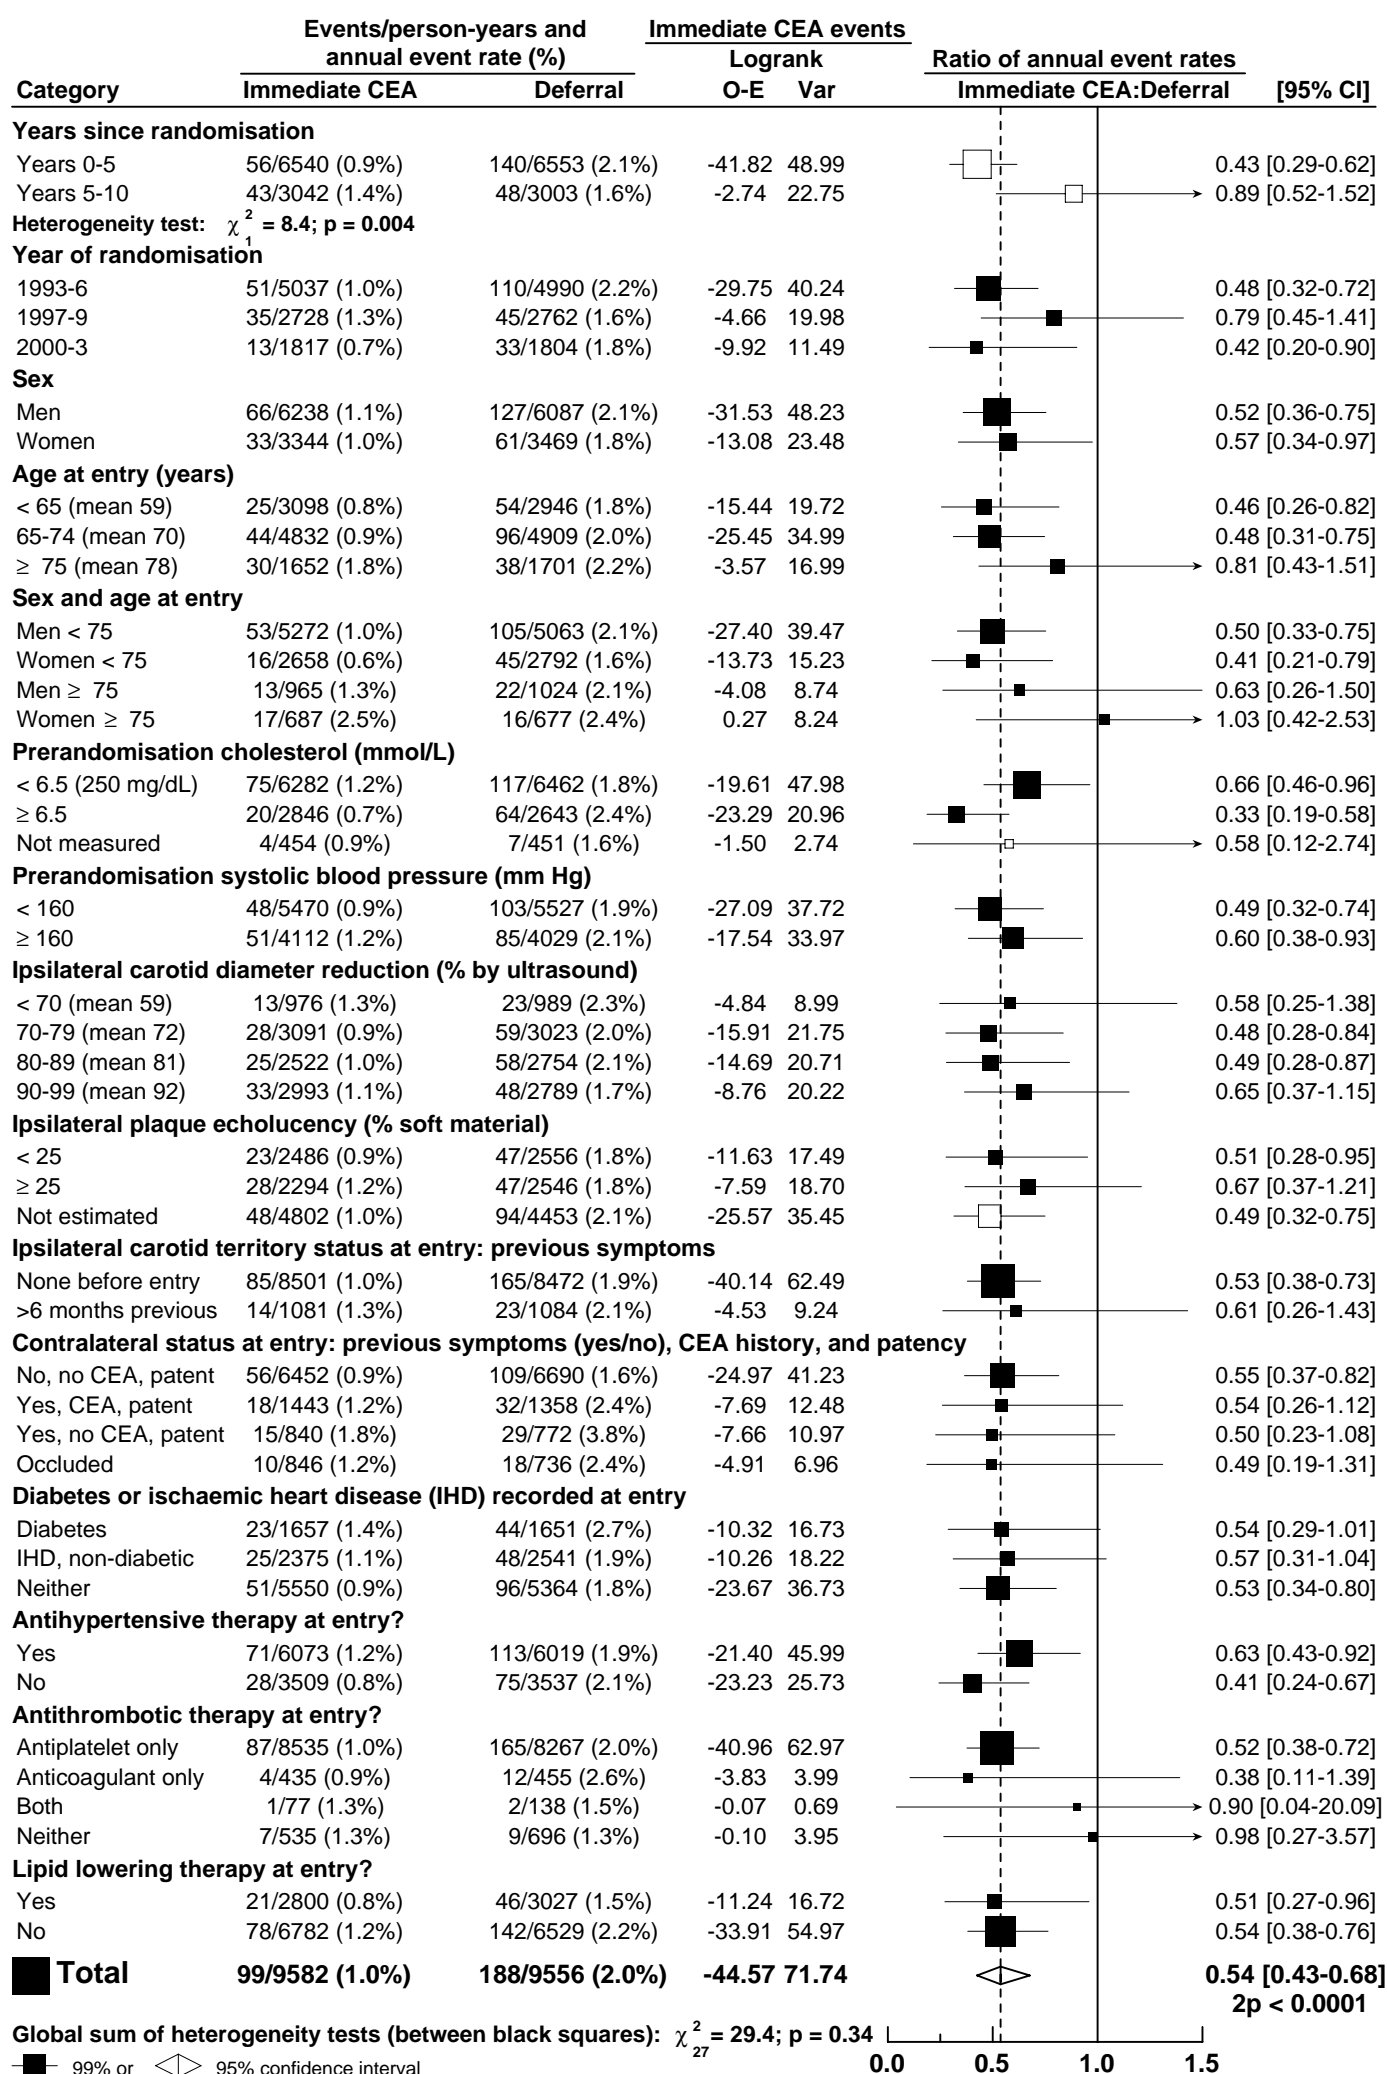 Events/person-years and Immediate CEA events
annual event rate (%) Logrank Ratio of annual event rates
Category Immediate CEA Deferral O-E Var Immediate CEA:Deferral [95% CI]
Years since randomisation
Years 0-5 56/6540 (0.9%) 140/6553 (2.1%) -41.82 48.99 0.43 [0.29-0.62]
Years 5-10 43/3042 (1.4%) 48/3003 (1.6%) -2.74 22.75 0.89 [0.52-1.52]
Heterogeneity test: χ²₁ = 8.4; p = 0.004
Year of randomisation
1993-6 51/5037 (1.0%) 110/4990 (2.2%) -29.75 40.24 0.48 [0.32-0.72]
1997-9 35/2728 (1.3%) 45/2762 (1.6%) -4.66 19.98 0.79 [0.45-1.41]
2000-3 13/1817 (0.7%) 33/1804 (1.8%) -9.92 11.49 0.42 [0.20-0.90]
Sex
Men 66/6238 (1.1%) 127/6087 (2.1%) -31.53 48.23 0.52 [0.36-0.75]
Women 33/3344 (1.0%) 61/3469 (1.8%) -13.08 23.48 0.57 [0.34-0.97]
Age at entry (years)
< 65 (mean 59) 25/3098 (0.8%) 54/2946 (1.8%) -15.44 19.72 0.46 [0.26-0.82]
65-74 (mean 70) 44/4832 (0.9%) 96/4909 (2.0%) -25.45 34.99 0.48 [0.31-0.75]
≥ 75 (mean 78) 30/1652 (1.8%) 38/1701 (2.2%) -3.57 16.99 0.81 [0.43-1.51]
Sex and age at entry
Men < 75 53/5272 (1.0%) 105/5063 (2.1%) -27.40 39.47 0.50 [0.33-0.75]
Women < 75 16/2658 (0.6%) 45/2792 (1.6%) -13.73 15.23 0.41 [0.21-0.79]
Men ≥ 75 13/965 (1.3%) 22/1024 (2.1%) -4.08 8.74 0.63 [0.26-1.50]
Women ≥ 75 17/687 (2.5%) 16/677 (2.4%) 0.27 8.24 1.03 [0.42-2.53]
Prerandomisation cholesterol (mmol/L)
< 6.5 (250 mg/dL) 75/6282 (1.2%) 117/6462 (1.8%) -19.61 47.98 0.66 [0.46-0.96]
≥ 6.5 20/2846 (0.7%) 64/2643 (2.4%) -23.29 20.96 0.33 [0.19-0.58]
Not measured 4/454 (0.9%) 7/451 (1.6%) -1.50 2.74 0.58 [0.12-2.74]
Prerandomisation systolic blood pressure (mm Hg)
< 160 48/5470 (0.9%) 103/5527 (1.9%) -27.09 37.72 0.49 [0.32-0.74]
≥ 160 51/4112 (1.2%) 85/4029 (2.1%) -17.54 33.97 0.60 [0.38-0.93]
Ipsilateral carotid diameter reduction (% by ultrasound)
< 70 (mean 59) 13/976 (1.3%) 23/989 (2.3%) -4.84 8.99 0.58 [0.25-1.38]
70-79 (mean 72) 28/3091 (0.9%) 59/3023 (2.0%) -15.91 21.75 0.48 [0.28-0.84]
80-89 (mean 81) 25/2522 (1.0%) 58/2754 (2.1%) -14.69 20.71 0.49 [0.28-0.87]
90-99 (mean 92) 33/2993 (1.1%) 48/2789 (1.7%) -8.76 20.22 0.65 [0.37-1.15]
Ipsilateral plaque echolucency (% soft material)
< 25 23/2486 (0.9%) 47/2556 (1.8%) -11.63 17.49 0.51 [0.28-0.95]
≥ 25 28/2294 (1.2%) 47/2546 (1.8%) -7.59 18.70 0.67 [0.37-1.21]
Not estimated 48/4802 (1.0%) 94/4453 (2.1%) -25.57 35.45 0.49 [0.32-0.75]
Ipsilateral carotid territory status at entry: previous symptoms
None before entry 85/8501 (1.0%) 165/8472 (1.9%) -40.14 62.49 0.53 [0.38-0.73]
>6 months previous 14/1081 (1.3%) 23/1084 (2.1%) -4.53 9.24 0.61 [0.26-1.43]
Contralateral status at entry: previous symptoms (yes/no), CEA history, and patency
No, no CEA, patent 56/6452 (0.9%) 109/6690 (1.6%) -24.97 41.23 0.55 [0.37-0.82]
Yes, CEA, patent 18/1443 (1.2%) 32/1358 (2.4%) -7.69 12.48 0.54 [0.26-1.12]
Yes, no CEA, patent 15/840 (1.8%) 29/772 (3.8%) -7.66 10.97 0.50 [0.23-1.08]
Occluded 10/846 (1.2%) 18/736 (2.4%) -4.91 6.96 0.49 [0.19-1.31]
Diabetes or ischaemic heart disease (IHD) recorded at entry
Diabetes 23/1657 (1.4%) 44/1651 (2.7%) -10.32 16.73 0.54 [0.29-1.01]
IHD, non-diabetic 25/2375 (1.1%) 48/2541 (1.9%) -10.26 18.22 0.57 [0.31-1.04]
Neither 51/5550 (0.9%) 96/5364 (1.8%) -23.67 36.73 0.53 [0.34-0.80]
Antihypertensive therapy at entry?
Yes 71/6073 (1.2%) 113/6019 (1.9%) -21.40 45.99 0.63 [0.43-0.92]
No 28/3509 (0.8%) 75/3537 (2.1%) -23.23 25.73 0.41 [0.24-0.67]
Antithrombotic therapy at entry?
Antiplatelet only 87/8535 (1.0%) 165/8267 (2.0%) -40.96 62.97 0.52 [0.38-0.72]
Anticoagulant only 4/435 (0.9%) 12/455 (2.6%) -3.83 3.99 0.38 [0.11-1.39]
Both 1/77 (1.3%) 2/138 (1.5%) -0.07 0.69 0.90 [0.04-20.09]
Neither 7/535 (1.3%) 9/696 (1.3%) -0.10 3.95 0.98 [0.27-3.57]
Lipid lowering therapy at entry?
Yes 21/2800 (0.8%) 46/3027 (1.5%) -11.24 16.72 0.51 [0.27-0.96]
No 78/6782 (1.2%) 142/6529 (2.2%) -33.91 54.97 0.54 [0.38-0.76]
Total 99/9582 (1.0%) 188/9556 (2.0%) -44.57 71.74 0.54 [0.43-0.68]
2p < 0.0001
Global sum of heterogeneity tests (between black squares): χ²₂₇ = 29.4; p = 0.34
0.0 0.5 1.0 1.5
99% or 95% confidence interval